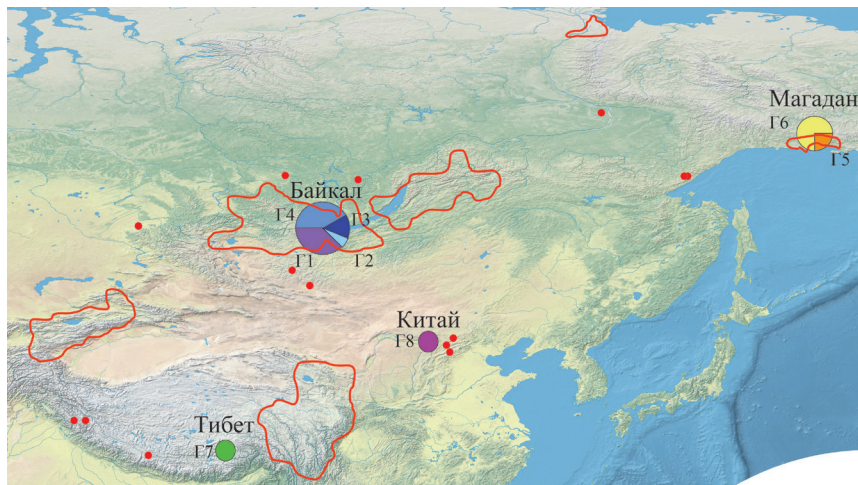 Магадан
Г6
Г5
Байкал
Г4
Г3
Г1
Г2
Китай
Г8
Тибет
Г7